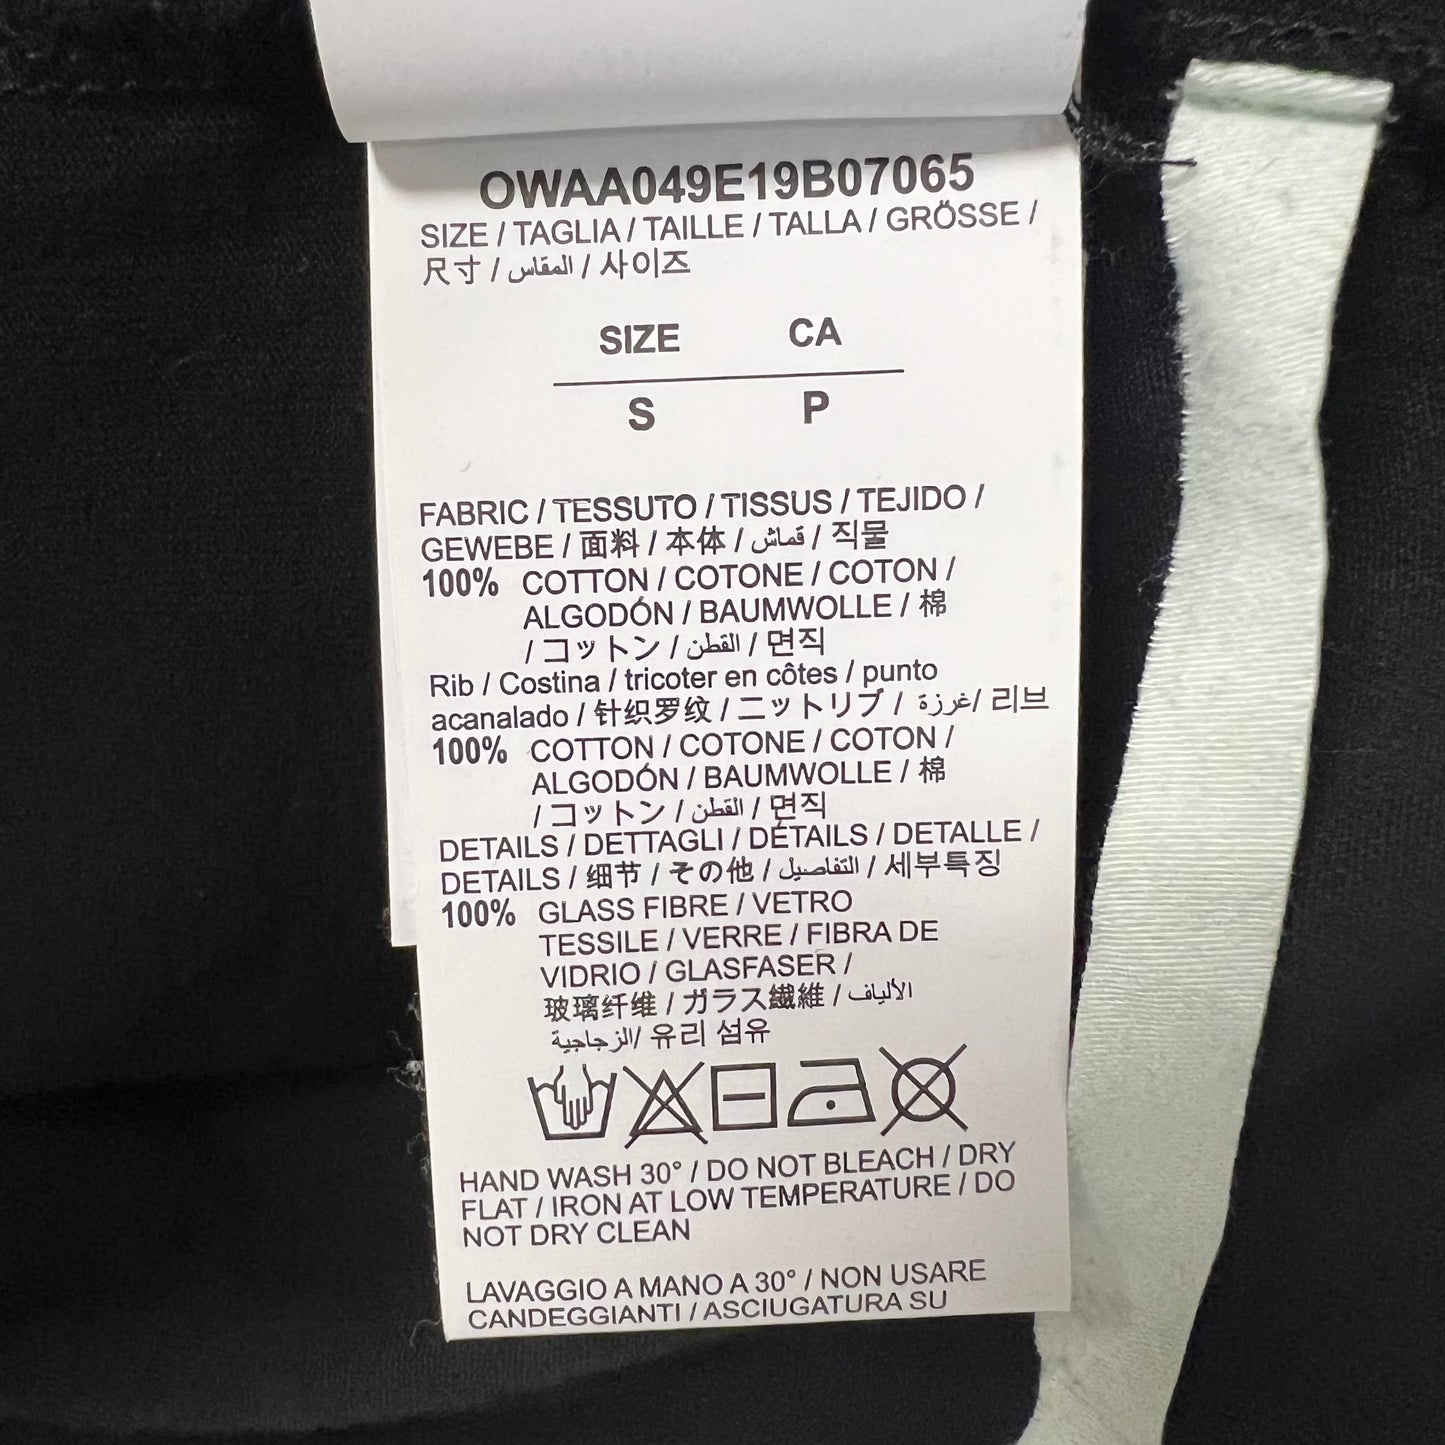 OWAA049E19B07065
SIZE / TAGLIA / TAILLE / TALLA / GRÖSSE /
尺寸 / المقاس / 사이즈
SIZE CA
S P
FABRIC / TESSUTO / TISSUS / TEJIDO /
GEWEBE / 面料 / 本体 / قماش / 직물
100% COTTON / COTONE / COTON /
ALGODÓN / BAUMWOLLE / 棉
/ コットン / القطن / 면직
Rib / Costina / tricoter en côtes / punto
acanalado / 针织罗纹 / ニットリブ / غرزة/ 리브
100% COTTON / COTONE / COTON /
ALGODÓN / BAUMWOLLE / 棉
/ コットン / القطن / 면직
DETAILS / DETTAGLI / DÉTAILS / DETALLE /
DETAILS / 细节 / その他 / التفاصيل / 세부특징
100% GLASS FIBRE / VETRO
TESSILE / VERRE / FIBRA DE
VIDRIO / GLASFASER /
玻璃纤维 / ガラス繊維 / الألياف
الزجاجية/ 유리 섬유
HAND WASH 30° / DO NOT BLEACH / DRY
FLAT / IRON AT LOW TEMPERATURE / DO
NOT DRY CLEAN
LAVAGGIO A MANO A 30° / NON USARE
CANDEGGIANTI / ASCIUGATURA SU